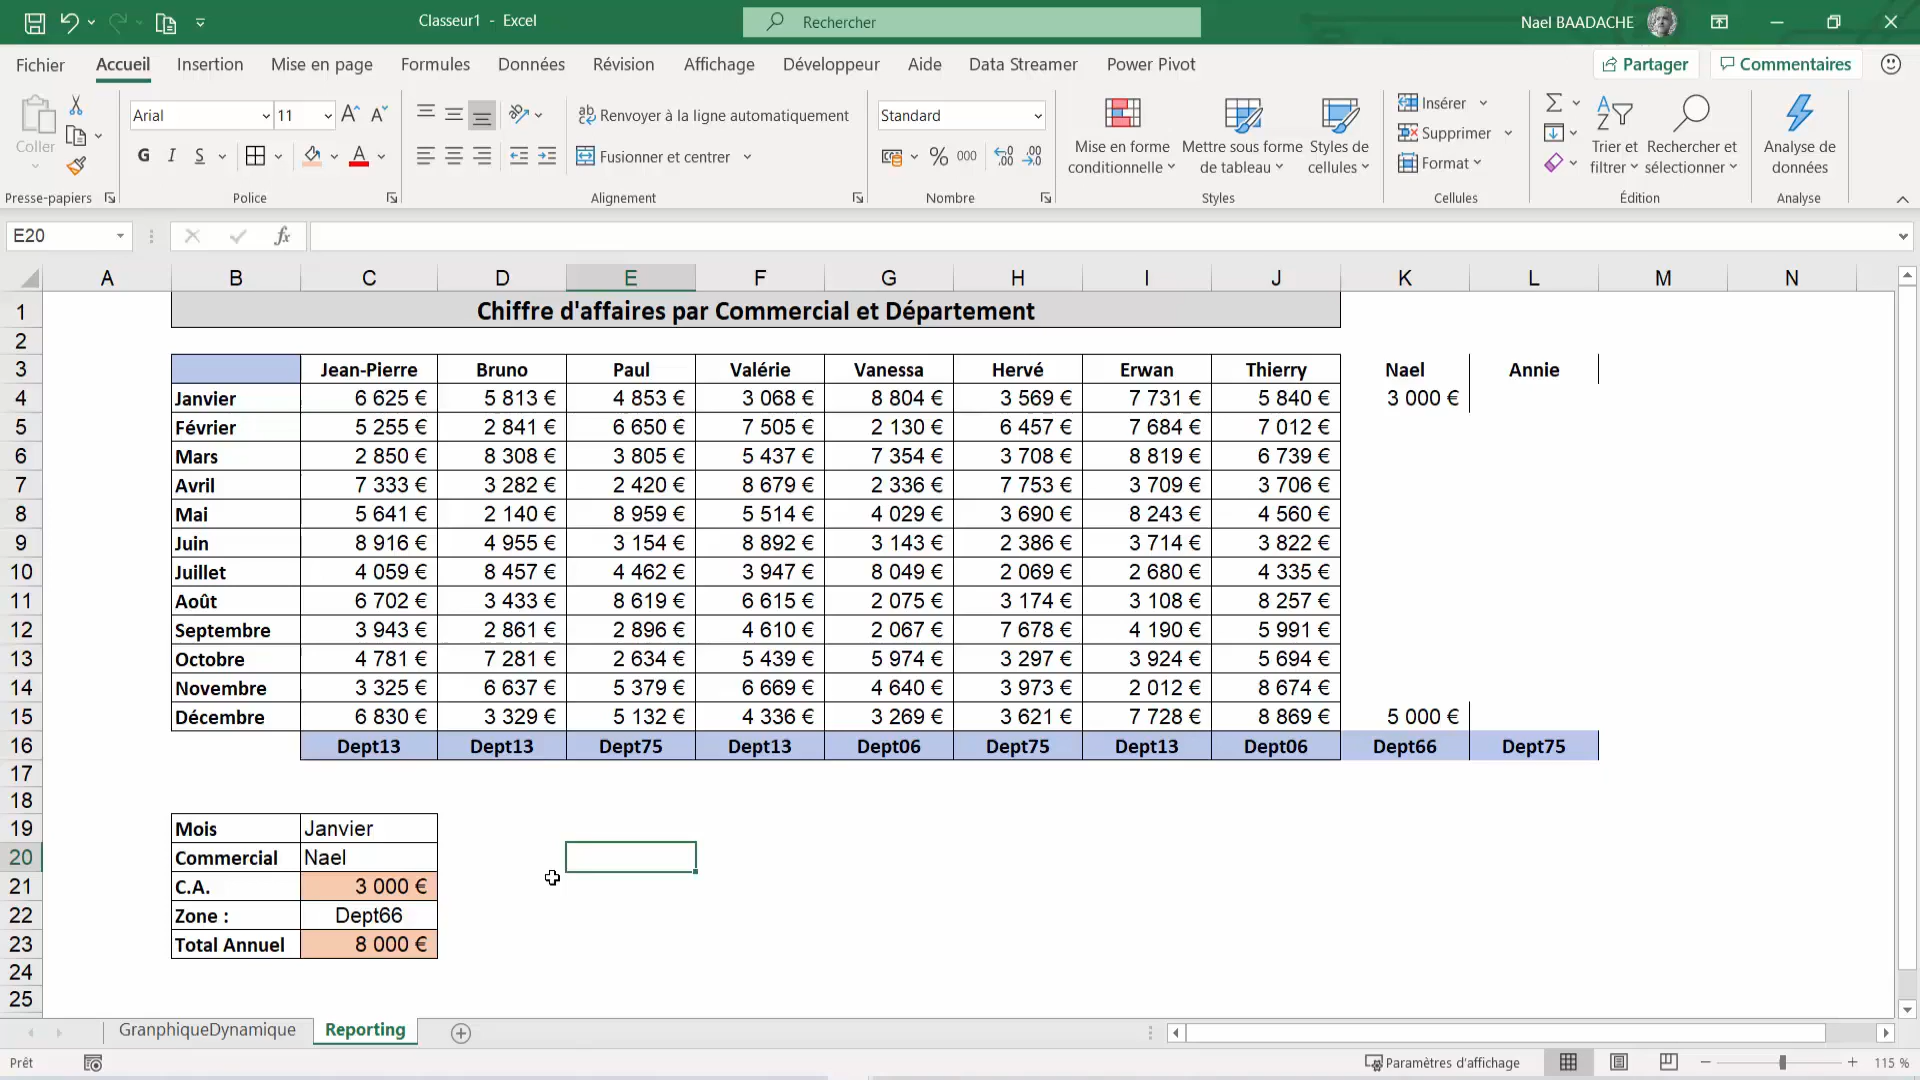 Classeur1 - Excel
Rechercher
Nael BAADACHE
Fichier Accueil Insertion Mise en page Formules Données Révision Affichage Développeur Aide Data Streamer Power Pivot
Partager Commentaires
Coller
Arial 11
G I S
Renvoyer à la ligne automatiquement
Fusionner et centrer
Standard
% 000
Mise en forme conditionnelle
Mettre sous forme de tableau
Styles de cellules
Insérer
Supprimer
Format
Trier et filtrer
Rechercher et sélectionner
Analyse de données
Presse-papiers Police Alignement Nombre Styles Cellules Édition Analyse
E20 fx
A B C D E F G H I J K L M N
1 Chiffre d'affaires par Commercial et Département
2
3 Jean-Pierre Bruno Paul Valérie Vanessa Hervé Erwan Thierry Nael Annie
4 Janvier 6 625 € 5 813 € 4 853 € 3 068 € 8 804 € 3 569 € 7 731 € 5 840 € 3 000 €
5 Février 5 255 € 2 841 € 6 650 € 7 505 € 2 130 € 6 457 € 7 684 € 7 012 €
6 Mars 2 850 € 8 308 € 3 805 € 5 437 € 7 354 € 3 708 € 8 819 € 6 739 €
7 Avril 7 333 € 3 282 € 2 420 € 8 679 € 2 336 € 7 753 € 3 709 € 3 706 €
8 Mai 5 641 € 2 140 € 8 959 € 5 514 € 4 029 € 3 690 € 8 243 € 4 560 €
9 Juin 8 916 € 4 955 € 3 154 € 8 892 € 3 143 € 2 386 € 3 714 € 3 822 €
10 Juillet 4 059 € 8 457 € 4 462 € 3 947 € 8 049 € 2 069 € 2 680 € 4 335 €
11 Août 6 702 € 3 433 € 8 619 € 6 615 € 2 075 € 3 174 € 3 108 € 8 257 €
12 Septembre 3 943 € 2 861 € 2 896 € 4 610 € 2 067 € 7 678 € 4 190 € 5 991 €
13 Octobre 4 781 € 7 281 € 2 634 € 5 439 € 5 974 € 3 297 € 3 924 € 5 694 €
14 Novembre 3 325 € 6 637 € 5 379 € 6 669 € 4 640 € 3 973 € 2 012 € 8 674 €
15 Décembre 6 830 € 3 329 € 5 132 € 4 336 € 3 269 € 3 621 € 7 728 € 8 869 € 5 000 €
16 Dept13 Dept13 Dept75 Dept13 Dept06 Dept75 Dept13 Dept06 Dept66 Dept75
17
18
19 Mois Janvier
20 Commercial Nael
21 C.A. 3 000 €
22 Zone : Dept66
23 Total Annuel 8 000 €
24
25
GranphiqueDynamique Reporting
Prêt
Paramètres d'affichage
115 %